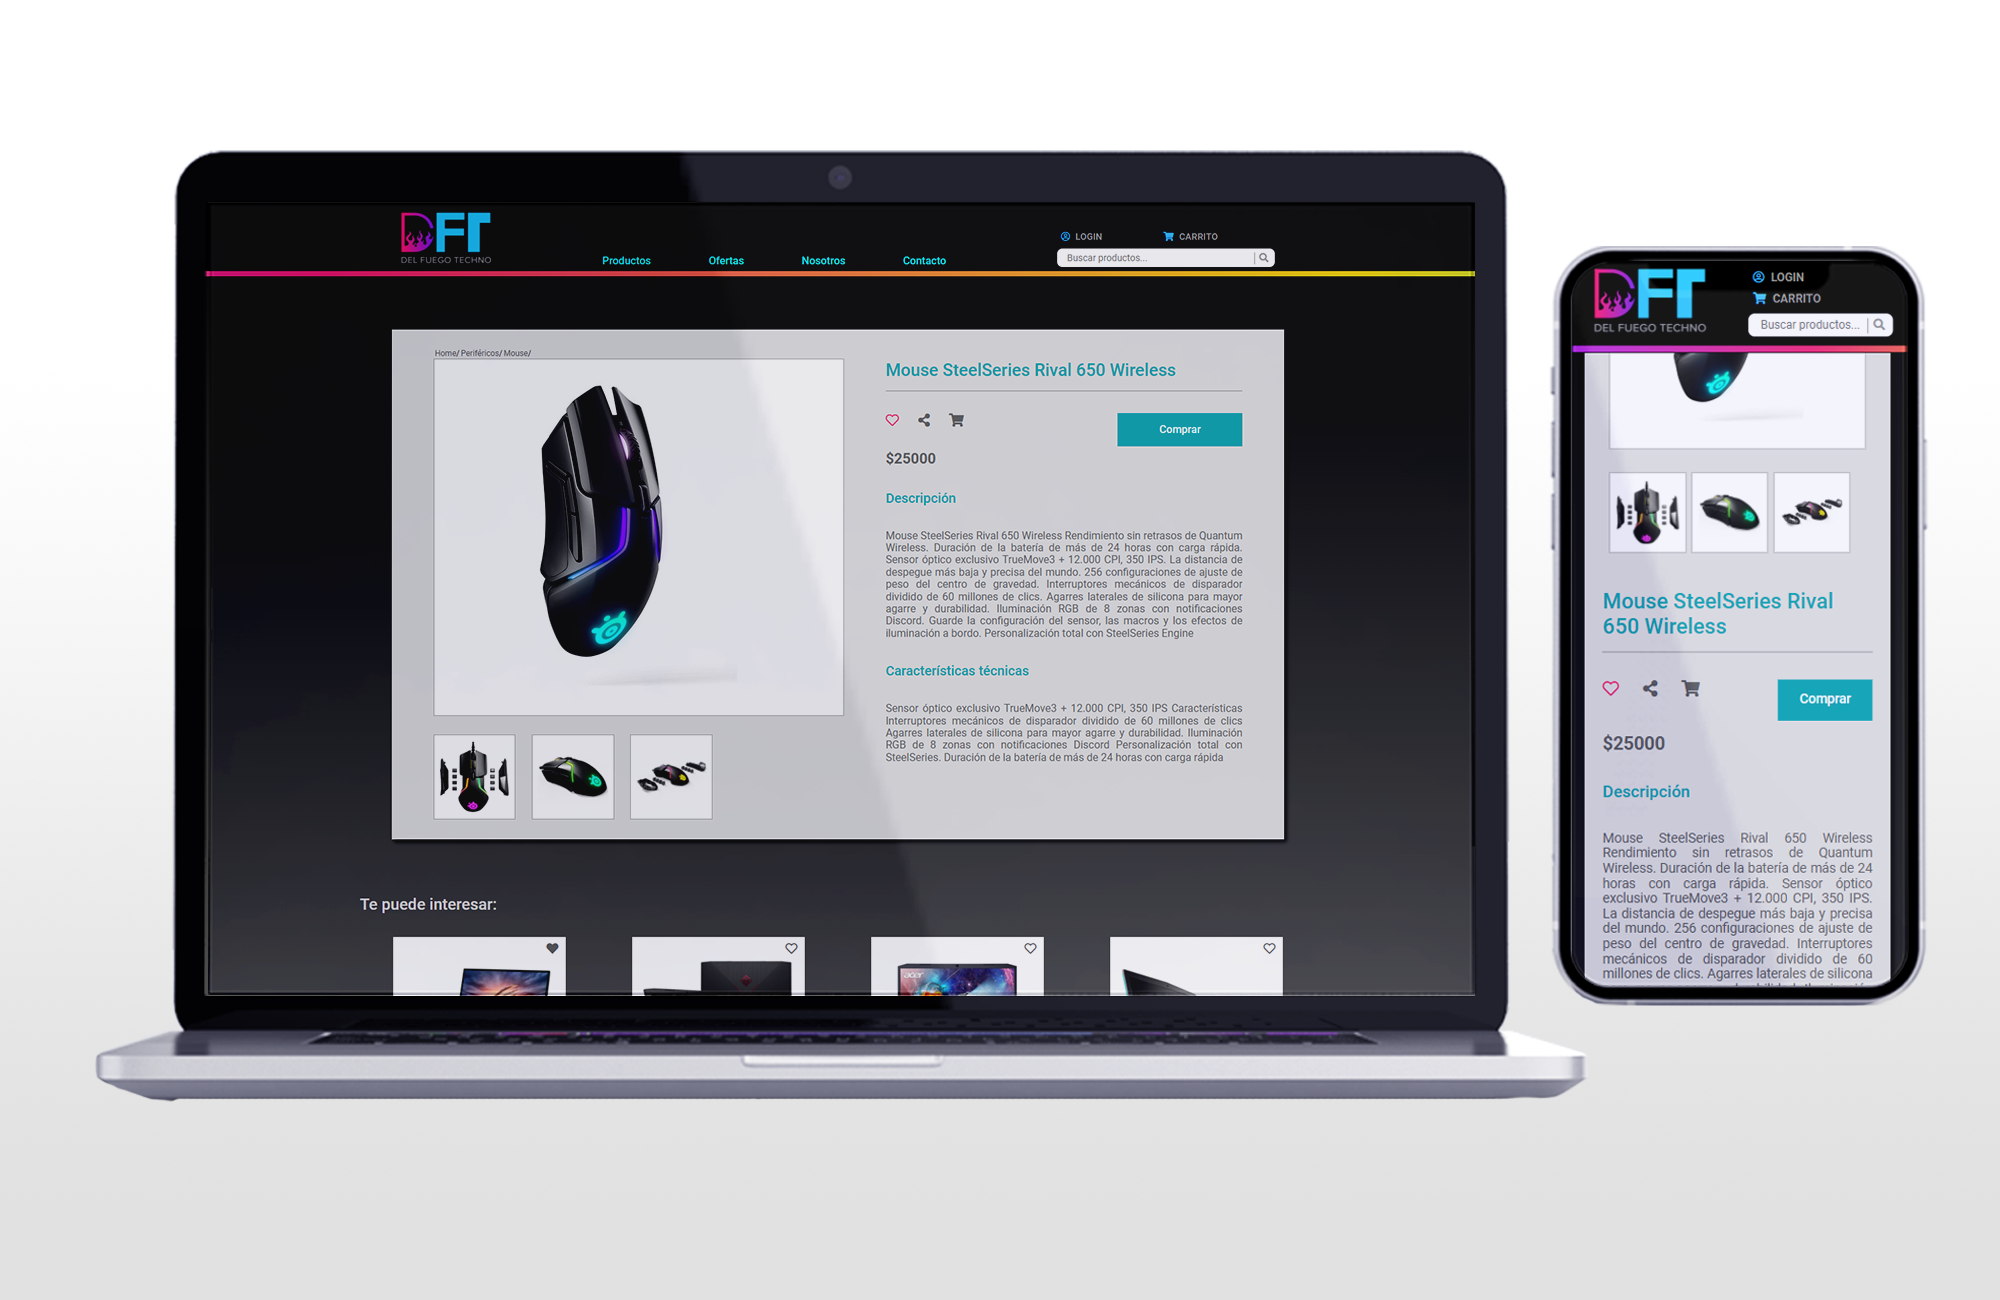 DFT
DEL FUEGO TECHNO
Productos
Ofertas
Nosotros
Contacto
LOGIN
CARRITO
Buscar productos...
Home/ Periféricos/ Mouse/
Mouse SteelSeries Rival 650 Wireless
Comprar
$25000
Descripción
Mouse SteelSeries Rival 650 Wireless Rendimiento sin retrasos de Quantum
Wireless. Duración de la batería de más de 24 horas con carga rápida.
Sensor óptico exclusivo TrueMove3 + 12.000 CPI, 350 IPS. La distancia de
despegue más baja y precisa del mundo. 256 configuraciones de ajuste de
peso del centro de gravedad. Interruptores mecánicos de disparador
dividido de 60 millones de clics. Agarres laterales de silicona para mayor
agarre y durabilidad. Iluminación RGB de 8 zonas con notificaciones
Discord. Guarde la configuración del sensor, las macros y los efectos de
iluminación a bordo. Personalización total con SteelSeries Engine
Características técnicas
Sensor óptico exclusivo TrueMove3 + 12.000 CPI, 350 IPS Características
Interruptores mecánicos de disparador dividido de 60 millones de clics
Agarres laterales de silicona para mayor agarre y durabilidad. Iluminación
RGB de 8 zonas con notificaciones Discord Personalización total con
SteelSeries. Duración de la batería de más de 24 horas con carga rápida
Te puede interesar:
acer
DFT
DEL FUEGO TECHNO
LOGIN
CARRITO
Buscar productos...
Mouse SteelSeries Rival
650 Wireless
Comprar
$25000
Descripción
Mouse SteelSeries Rival 650 Wireless
Rendimiento sin retrasos de Quantum
Wireless. Duración de la batería de más de 24
horas con carga rápida. Sensor óptico
exclusivo TrueMove3 + 12.000 CPI, 350 IPS.
La distancia de despegue más baja y precisa
del mundo. 256 configuraciones de ajuste de
peso del centro de gravedad. Interruptores
mecánicos de disparador dividido de 60
millones de clics. Agarres laterales de silicona